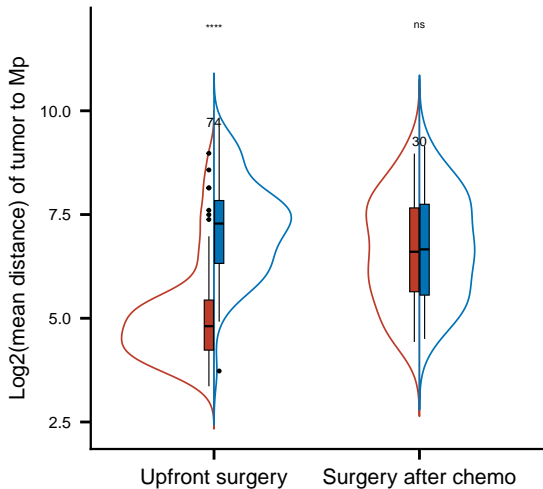 **** ns
74
30
Log2(mean distance) of tumor to Mp
10.0
7.5
5.0
2.5
Upfront surgery Surgery after chemo